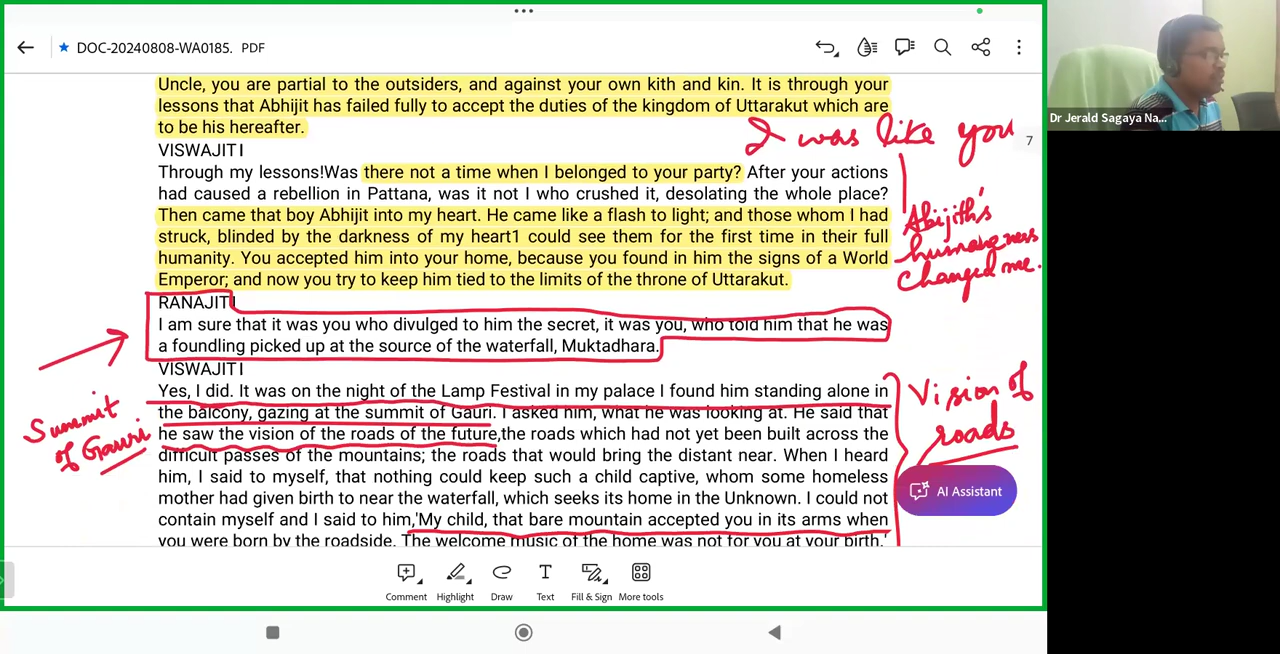 DOC-20240808-WA0185. PDF
Uncle, you are partial to the outsiders, and against your own kith and kin. It is through your
lessons that Abhijit has failed fully to accept the duties of the kingdom of Uttarakut which are
to be his hereafter.
I was like you
7
VISWAJITI
Through my lessons!Was there not a time when I belonged to your party? After your actions
had caused a rebellion in Pattana, was it not I who crushed it, desolating the whole place?
Then came that boy Abhijit into my heart. He came like a flash to light; and those whom I had
struck, blinded by the darkness of my heart1 could see them for the first time in their full
humanity. You accepted him into your home, because you found in him the signs of a World
Emperor; and now you try to keep him tied to the limits of the throne of Uttarakut.
Abijith's
humanness
changed me.
RANAJITI
I am sure that it was you who divulged to him the secret, it was you, who told him that he was
a foundling picked up at the source of the waterfall, Muktadhara.
VISWAJITI
Yes, I did. It was on the night of the Lamp Festival in my palace I found him standing alone in
the balcony, gazing at the summit of Gauri. I asked him, what he was looking at. He said that
he saw the vision of the roads of the future,the roads which had not yet been built across the
difficult passes of the mountains; the roads that would bring the distant near. When I heard
him, I said to myself, that nothing could keep such a child captive, whom some homeless
mother had given birth to near the waterfall, which seeks its home in the Unknown. I could not
contain myself and I said to him,'My child, that bare mountain accepted you in its arms when
you were born by the roadside. The welcome music of the home was not for you at your birth.'
Summit
of Gauri
Vision of
roads
AI Assistant
Comment
Highlight
Draw
Text
Fill & Sign
More tools
Dr Jerald Sagaya Na...